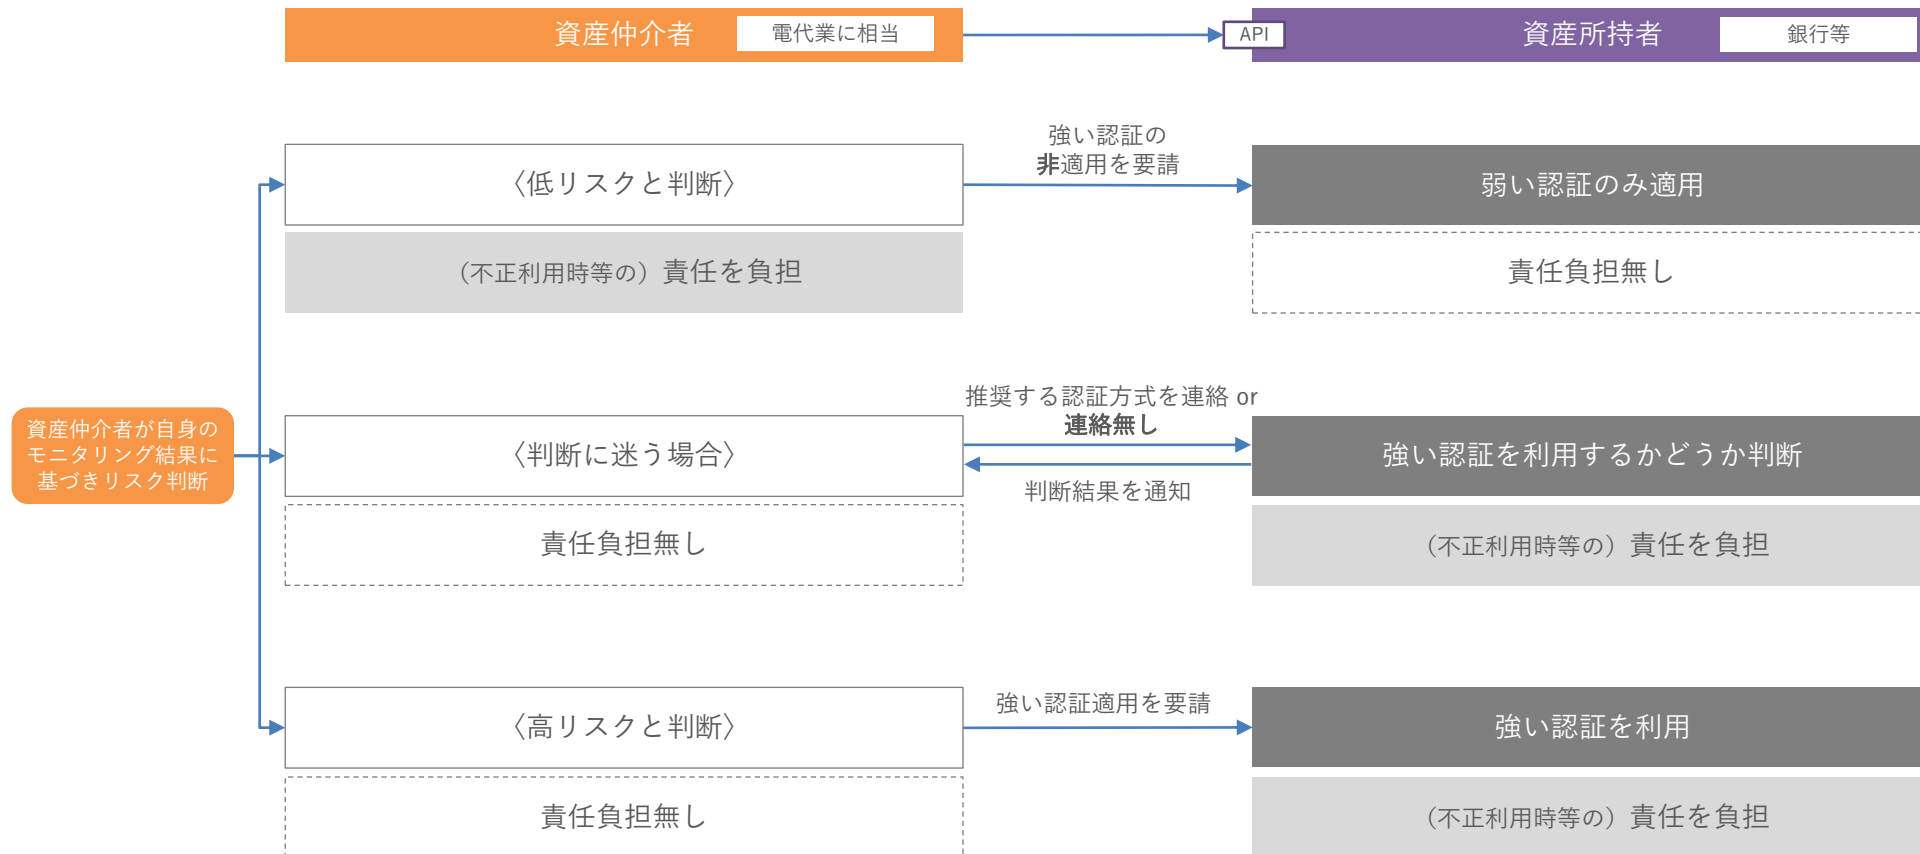 資産仲介者
電代業に相当
API
資産所持者
銀行等
強い認証の
非適用を要請
〈低リスクと判断〉
弱い認証のみ適用
（不正利用時等の）責任を負担
責任負担無し
資産仲介者が自身の
モニタリング結果に
基づきリスク判断
推奨する認証方式を連絡 or
連絡無し
〈判断に迷う場合〉
強い認証を利用するかどうか判断
判断結果を通知
責任負担無し
（不正利用時等の）責任を負担
強い認証適用を要請
〈高リスクと判断〉
強い認証を利用
責任負担無し
（不正利用時等の）責任を負担